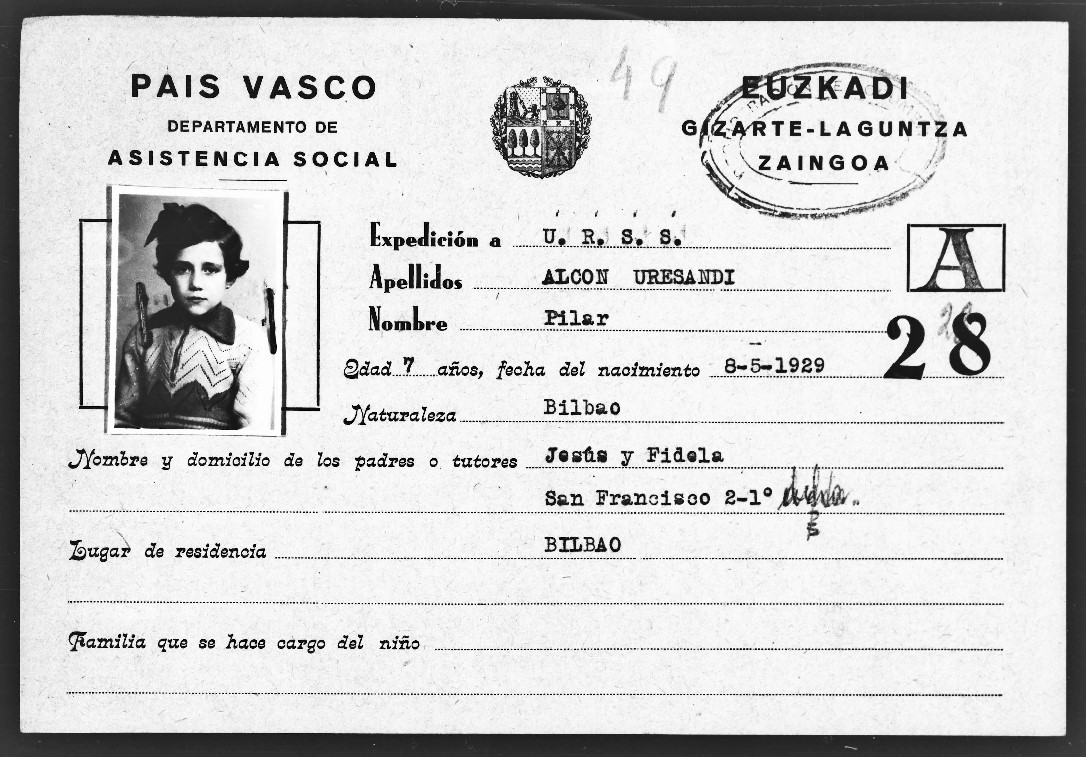 49
PAIS VASCO
DEPARTAMENTO DE
ASISTENCIA SOCIAL
EUZKADI
GIZARTE-LAGUNTZA
ZAINGOA
Expedición a U. R. S. S.
Apellidos ALCON URESANDI
A
Nombre Pilar
28
Edad 7 años, fecha del nacimiento 8-5-1929
Naturaleza Bilbao
Nombre y domicilio de los padres o tutores Jesús y Fidela
San Francisco 2-1º
Lugar de residencia BILBAO
Familia que se hace cargo del niño